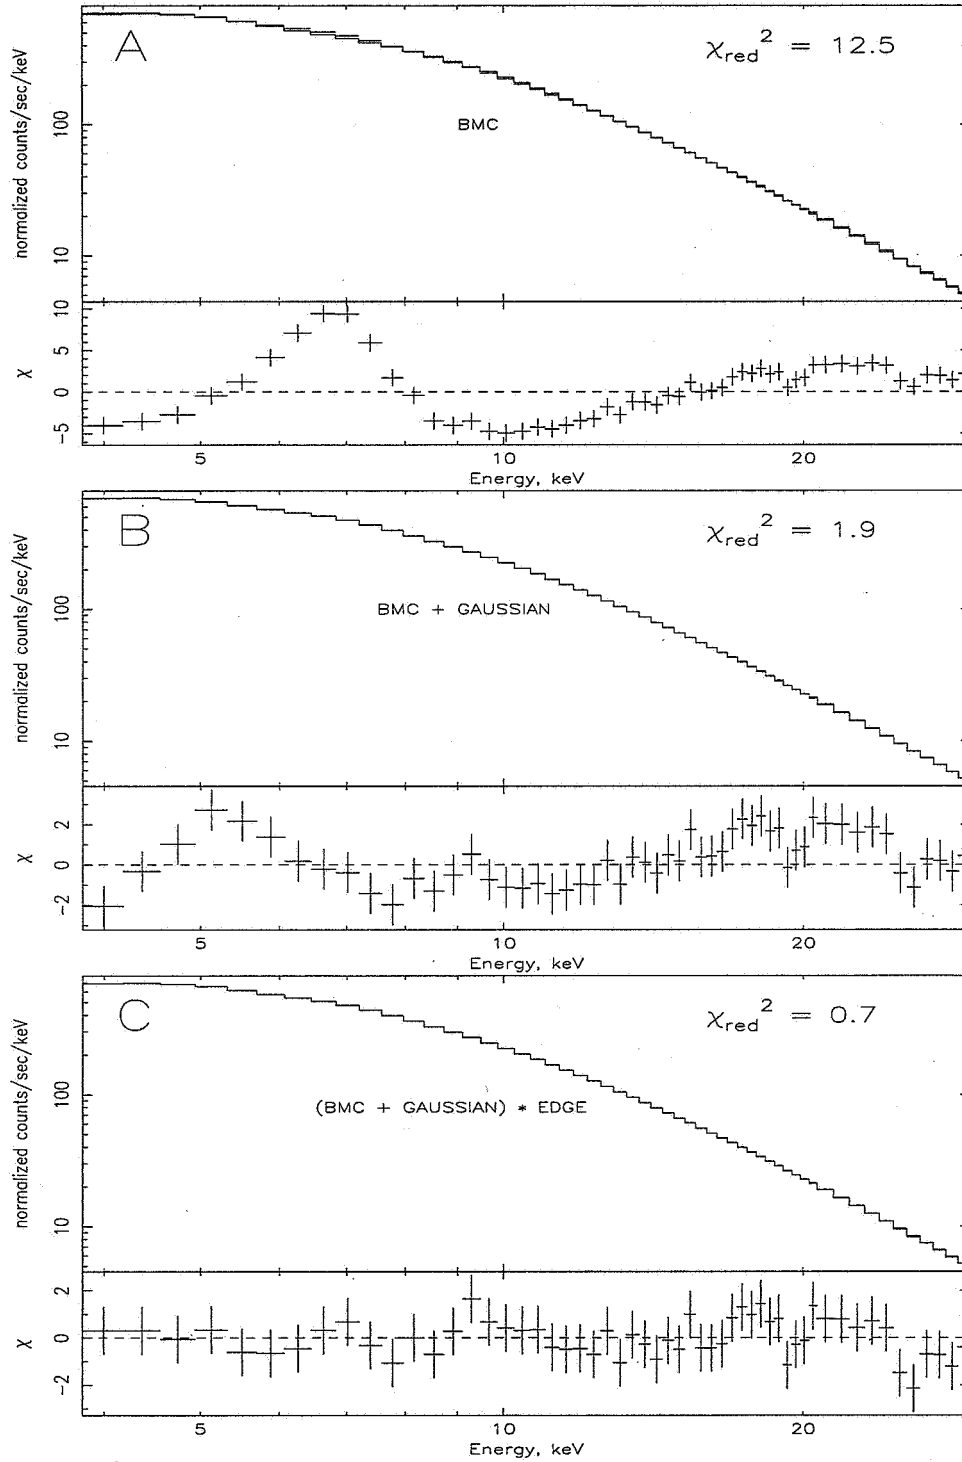 A
χred² = 12.5
BMC
normalized counts/sec/keV
100
10
χ
10
5
0
−5
5
10
20
Energy, keV
B
χred² = 1.9
BMC + GAUSSIAN
normalized counts/sec/keV
100
10
χ
2
0
−2
5
10
20
Energy, keV
C
χred² = 0.7
(BMC + GAUSSIAN) * EDGE
normalized counts/sec/keV
100
10
χ
2
0
−2
5
10
20
Energy, keV